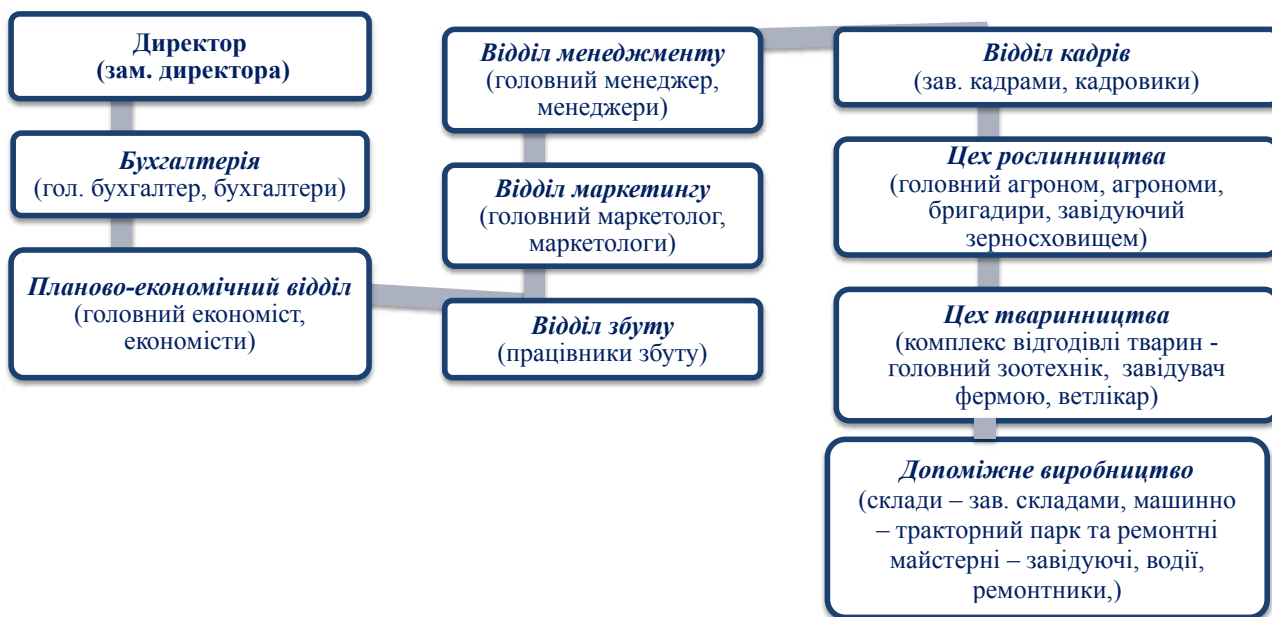 Директор
(зам. директора)
Бухгалтерія
(гол. бухгалтер, бухгалтери)
Планово-економічний відділ
(головний економіст,
економісти)
Відділ менеджменту
(головний менеджер,
менеджери)
Відділ маркетингу
(головний маркетолог,
маркетологи)
Відділ збуту
(працівники збуту)
Відділ кадрів
(зав. кадрами, кадровики)
Цех рослинництва
(головний агроном, агрономи,
бригадири, завідуючий
зерносховищем)
Цех тваринництва
(комплекс відгодівлі тварин -
головний зоотехнік, завідувач
фермою, ветлікар)
Допоміжне виробництво
(склади – зав. складами, машинно
– тракторний парк та ремонтні
майстерні – завідуючі, водії,
ремонтники,)